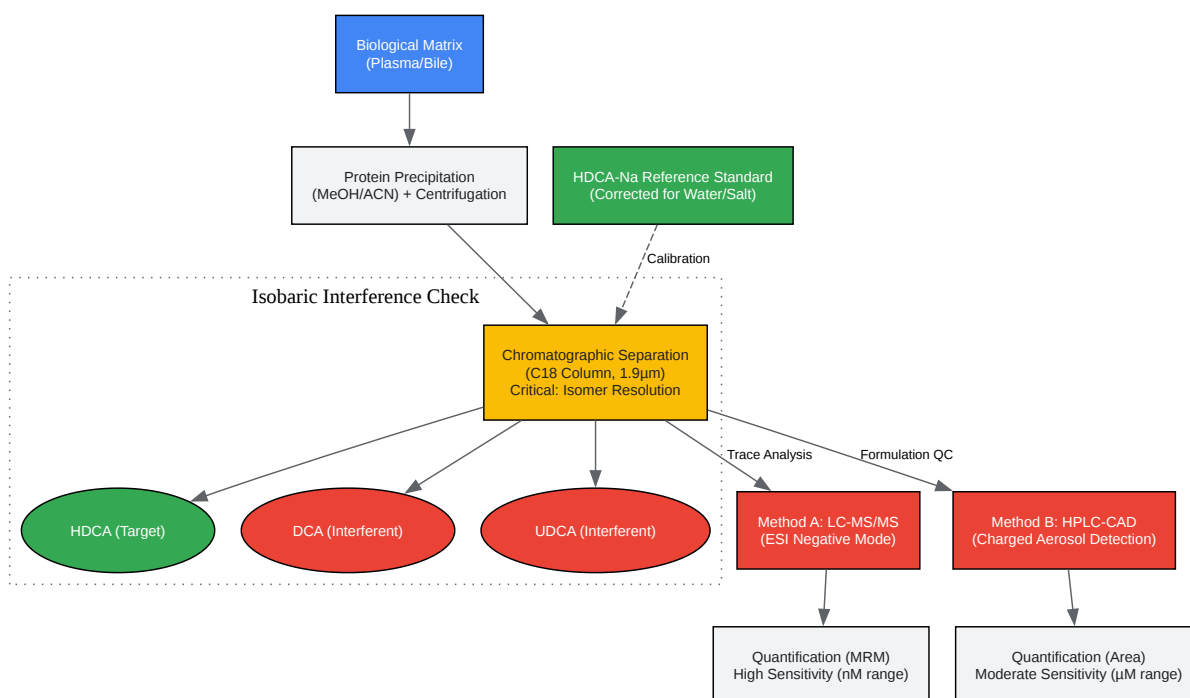 Biological Matrix
(Plasma/Bile)
Protein Precipitation
(MeOH/ACN) + Centrifugation
HDCA-Na Reference Standard
(Corrected for Water/Salt)
Calibration
Isobaric Interference Check
Chromatographic Separation
(C18 Column, 1.9µm)
Critical: Isomer Resolution
Trace Analysis
Formulation QC
HDCA (Target)
DCA (Interferent)
UDCA (Interferent)
Method A: LC-MS/MS
(ESI Negative Mode)
Method B: HPLC-CAD
(Charged Aerosol Detection)
Quantification (MRM)
High Sensitivity (nM range)
Quantification (Area)
Moderate Sensitivity (µM range)